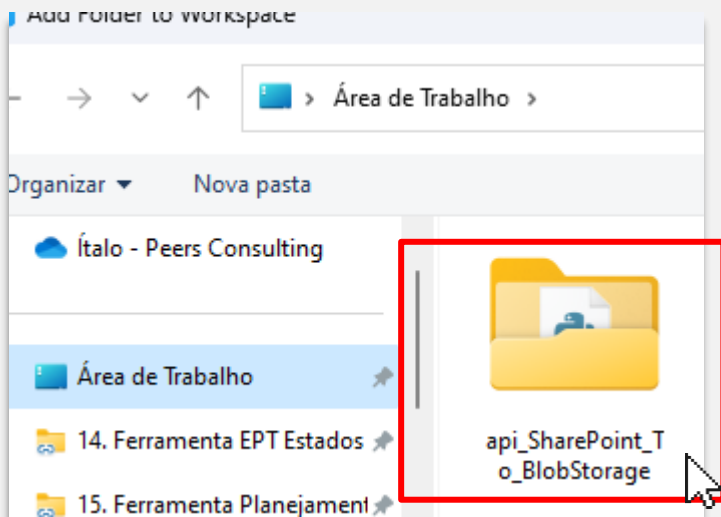 Add Folder to Workspace
Área de Trabalho
Organizar
Nova pasta
Ítalo - Peers Consulting
Área de Trabalho
14. Ferramenta EPT Estados
15. Ferramenta Planejament
api_SharePoint_T
o_BlobStorage